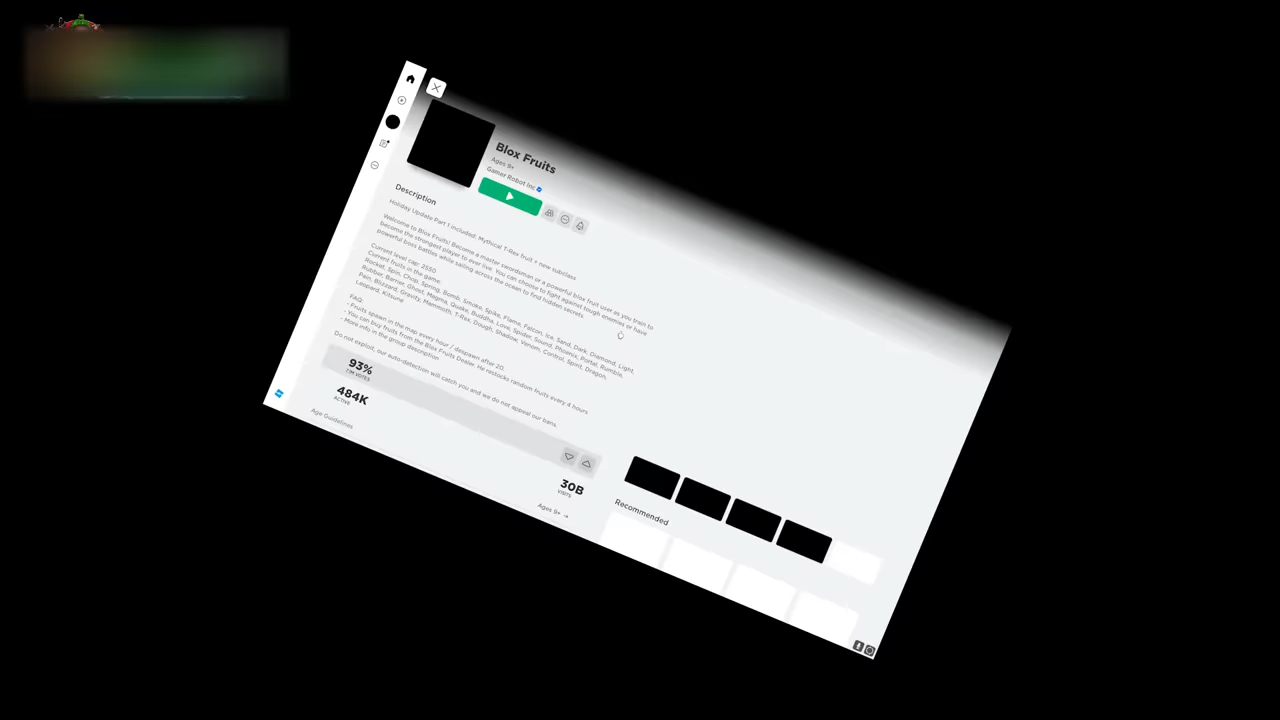 Blox Fruits
Ages 9+
Gamer Robot Inc
Description
Holiday Update Part 1 included: Mythical T-Rex fruit + new subclass
Welcome to Blox Fruits! Become a master swordsman or a powerful blox fruit user as you train to
become the strongest player to ever live. You can choose to fight against tough enemies or have
powerful boss battles while sailing across the ocean to find hidden secrets.
Current level cap: 2550
Current fruits in the game:
Rocket, Spin, Chop, Spring, Bomb, Smoke, Spike, Flame, Falcon, Ice, Sand, Dark, Diamond, Light,
Rubber, Barrier, Ghost, Magma, Quake, Buddha, Love, Spider, Sound, Phoenix, Portal, Rumble,
Pain, Blizzard, Gravity, Mammoth, T-Rex, Dough, Shadow, Venom, Control, Spirit, Dragon,
Leopard, Kitsune
FAQ:
- Fruits spawn in the map every hour / despawn after 20.
- You can buy fruits from the Blox Fruits Dealer. He restocks random fruits every 4 hours
- More info in the group description
Do not exploit, our auto-detection will catch you and we do not appeal our bans.
93%
VOTES
484K
ACTIVE
30B
VISITS
Age Guidelines
Ages 9+ →
Recommended